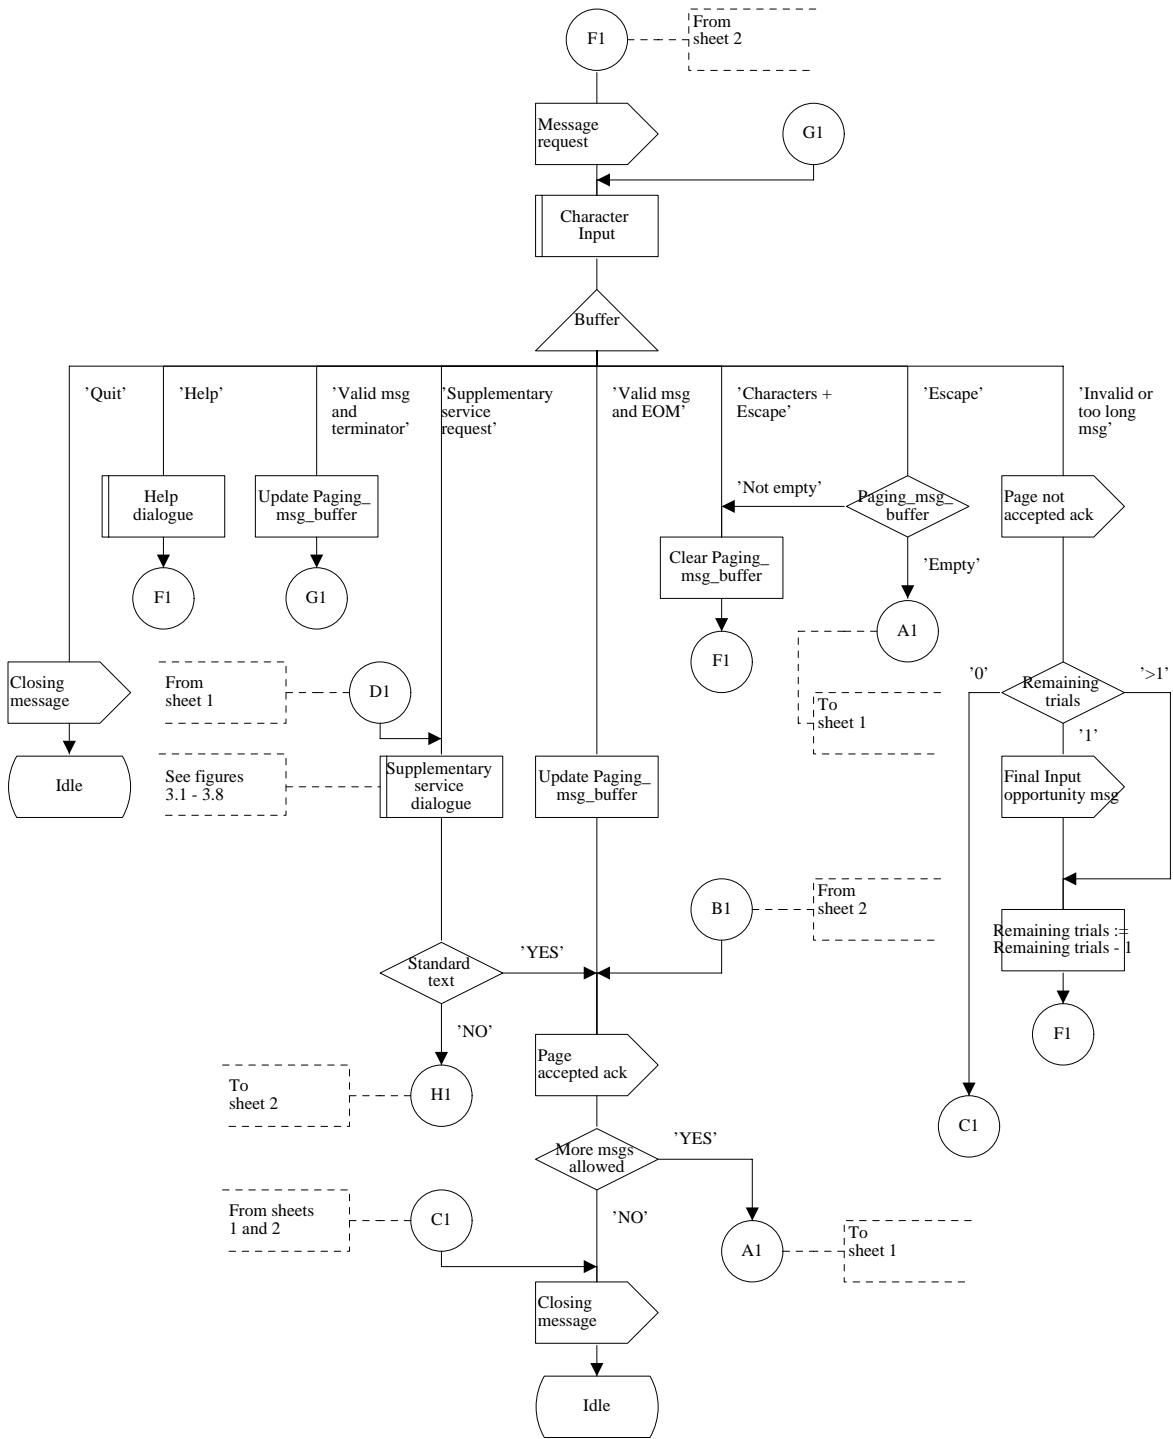 F1
From
sheet 2
Message
request
G1
Character
Input
Buffer
’Quit’
’Help’
’Valid msg
and
terminator’
’Supplementary
service
request’
’Valid msg
and EOM’
’Characters +
Escape’
’Escape’
’Invalid or
too long
msg’
Help
dialogue
Update Paging_
msg_buffer
’Not empty’
Paging_msg_
buffer
Page not
accepted ack
Clear Paging_
msg_buffer
’Empty’
F1
G1
F1
A1
Closing
message
From
sheet 1
D1
To
sheet 1
’0’
Remaining
trials
’>1’
’1’
Idle
See figures
3.1 - 3.8
Supplementary
service
dialogue
Update Paging_
msg_buffer
Final Input
opportunity msg
B1
From
sheet 2
Remaining trials :=
Remaining trials - 1
Standard
text
’YES’
’NO’
F1
Page
accepted ack
To
sheet 2
H1
C1
More msgs
allowed
’YES’
’NO’
From sheets
1 and 2
C1
A1
To
sheet 1
Closing
message
Idle